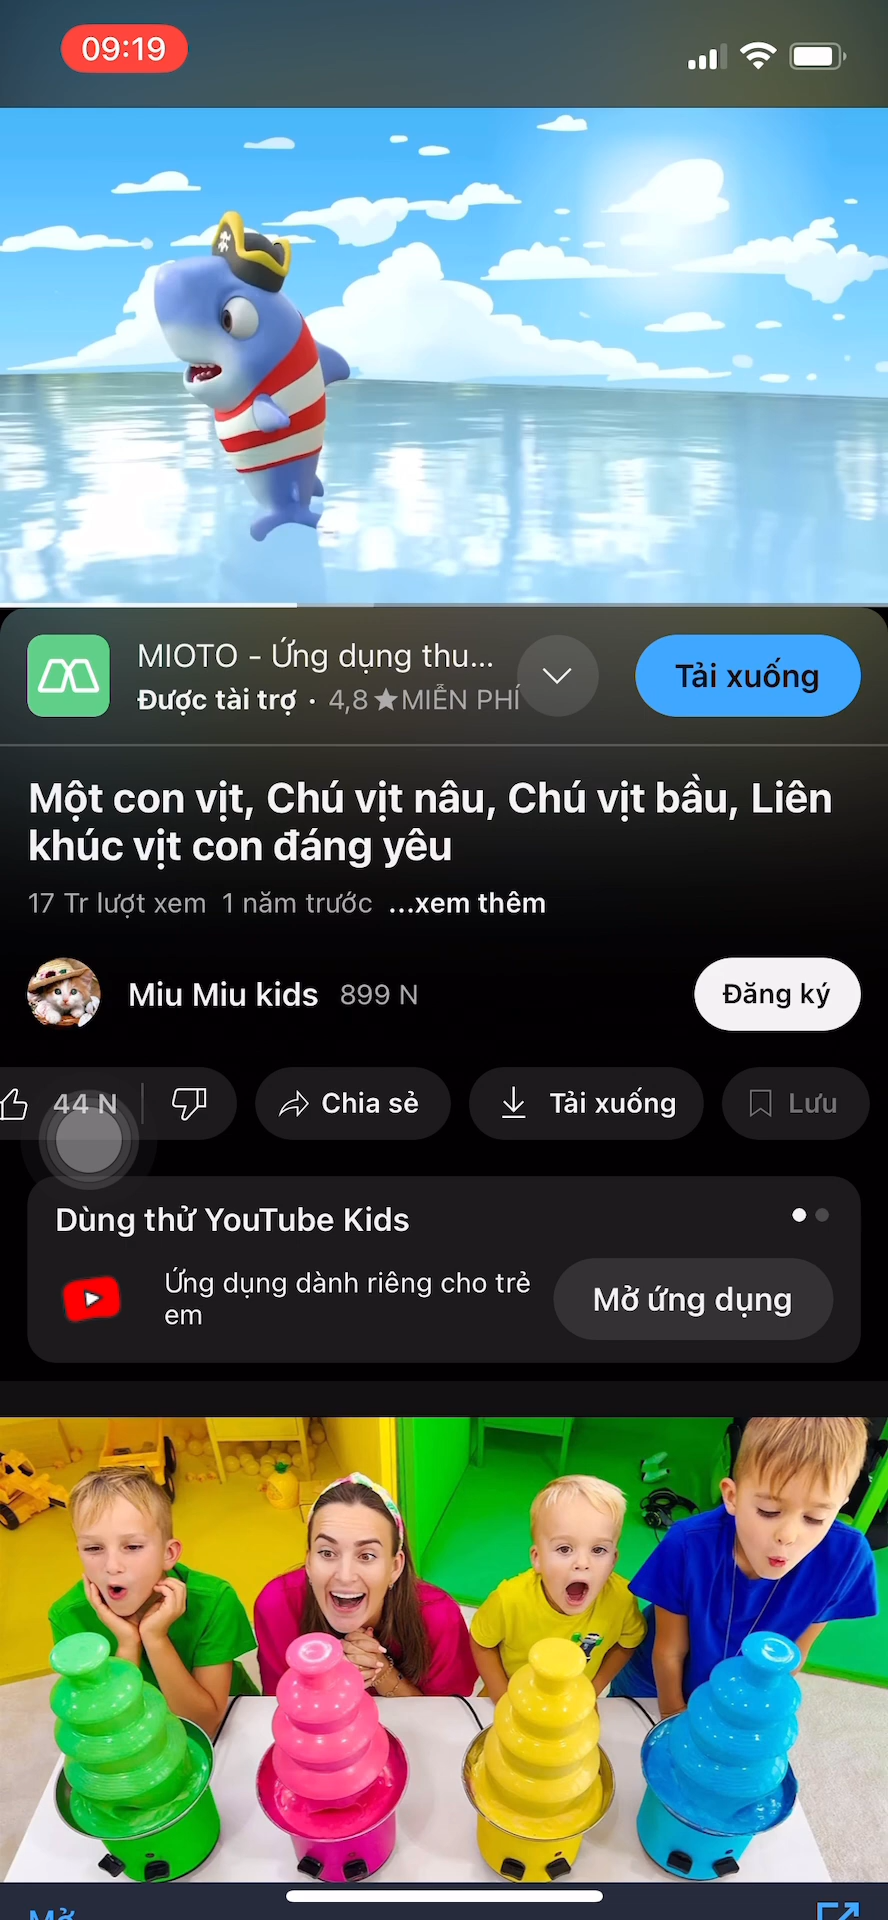 09:19
MIOTO - Ứng dụng thu...
Được tài trợ · 4,8 ★ MIỄN PHÍ
Tải xuống
Một con vịt, Chú vịt nâu, Chú vịt bầu, Liên
khúc vịt con đáng yêu
17 Tr lượt xem 1 năm trước ...xem thêm
Miu Miu kids 899 N
Đăng ký
44 N
Chia sẻ
Tải xuống
Lưu
Dùng thử YouTube Kids
Ứng dụng dành riêng cho trẻ
em
Mở ứng dụng
Mở